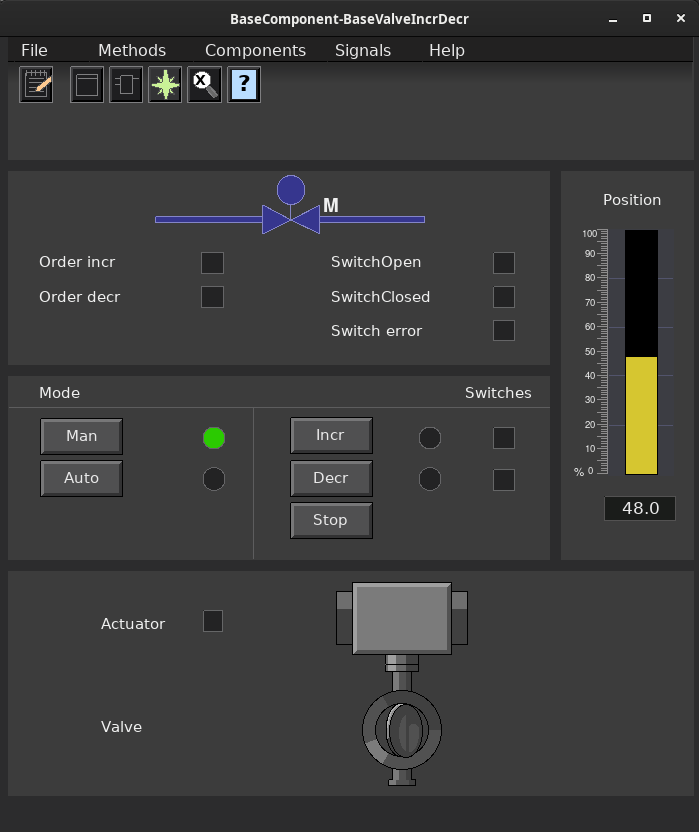 BaseComponent-BaseValveIncrDecr
File Methods Components Signals Help
X ?
M
Order incr
Order decr
SwitchOpen
SwitchClosed
Switch error
Position
100
90
80
70
60
50
40
30
20
10
% 0
48.0
Mode Switches
Man Incr
Auto Decr
Stop
Actuator
Valve